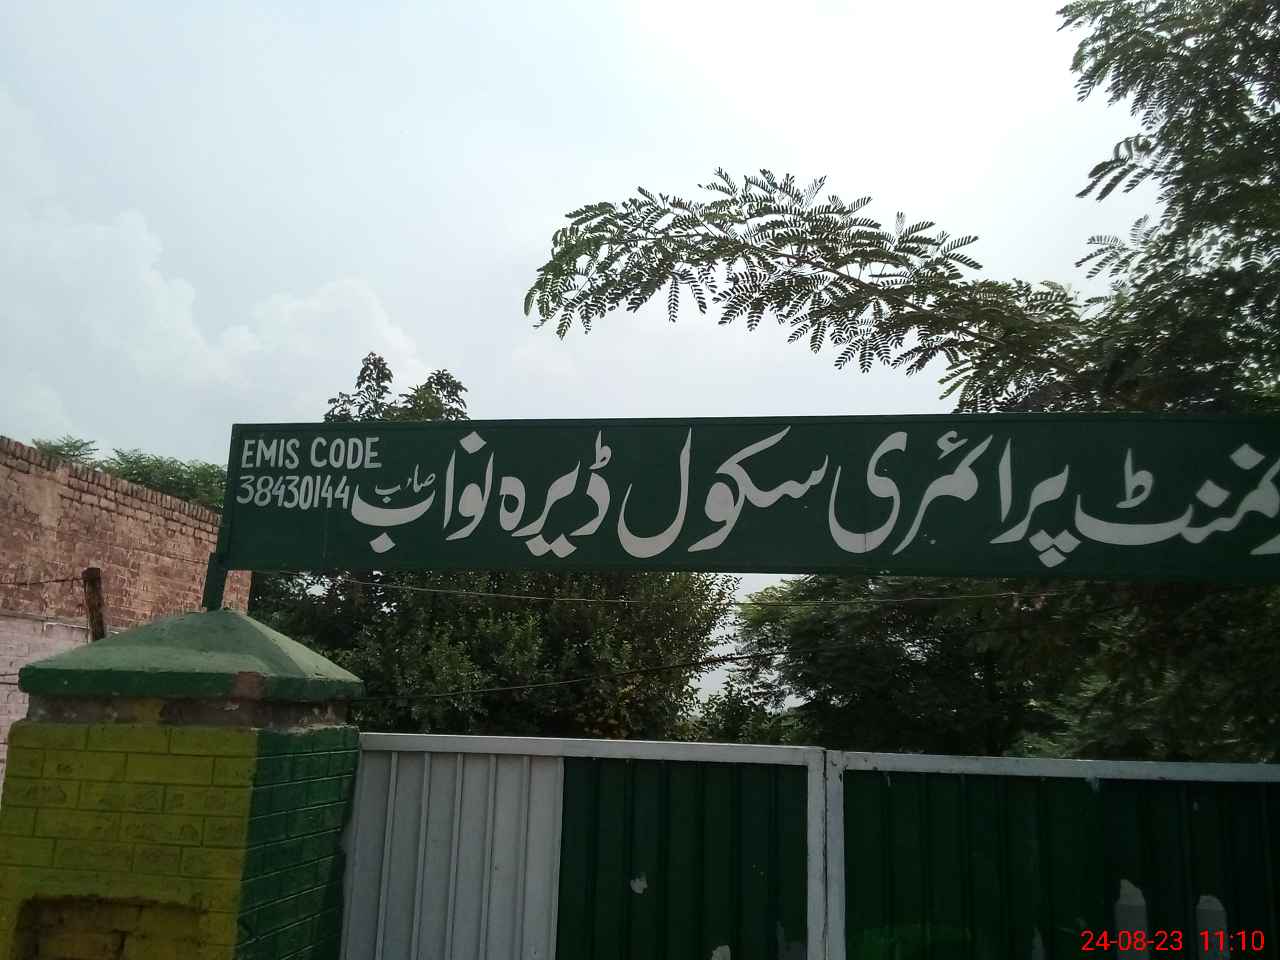 پرائمری سکول ڈیرہ نواب صاحب
EMIS CODE
38430144
24-08-23 11:10